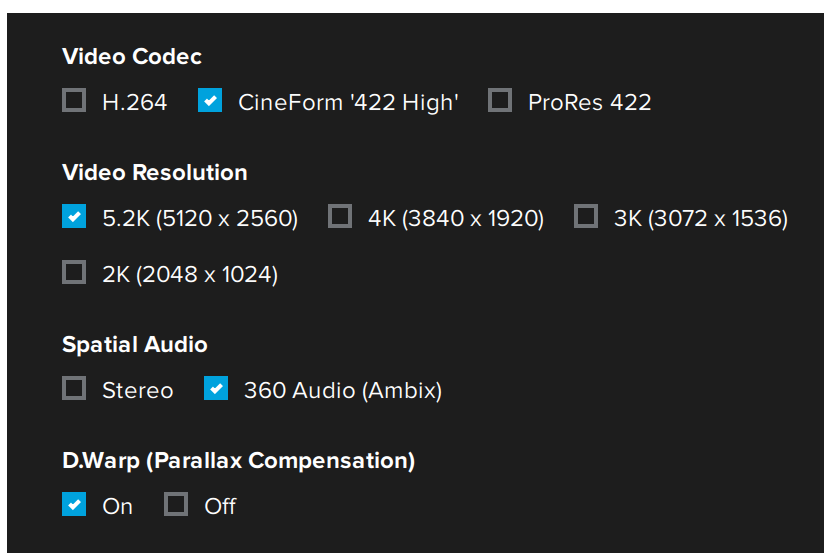 Video Codec
H.264 CineForm '422 High' ProRes 422
Video Resolution
5.2K (5120 x 2560) 4K (3840 x 1920) 3K (3072 x 1536)
2K (2048 x 1024)
Spatial Audio
Stereo 360 Audio (Ambix)
D.Warp (Parallax Compensation)
On Off